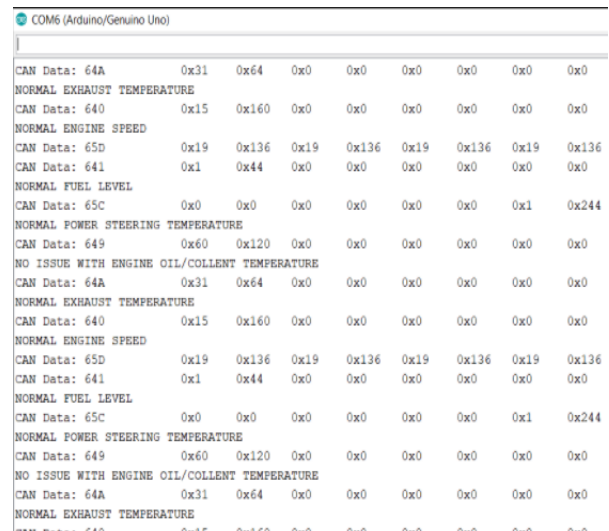 COM6 (Arduino/Genuino Uno)
CAN Data: 64A 0x31 0x64 0x0 0x0 0x0 0x0 0x0 0x0
NORMAL EXHAUST TEMPERATURE
CAN Data: 640 0x15 0x160 0x0 0x0 0x0 0x0 0x0 0x0
NORMAL ENGINE SPEED
CAN Data: 65D 0x19 0x136 0x19 0x136 0x19 0x136 0x19 0x136
CAN Data: 641 0x1 0x44 0x0 0x0 0x0 0x0 0x0 0x0
NORMAL FUEL LEVEL
CAN Data: 65C 0x0 0x0 0x0 0x0 0x0 0x0 0x1 0x244
NORMAL POWER STEERING TEMPERATURE
CAN Data: 649 0x60 0x120 0x0 0x0 0x0 0x0 0x0 0x0
NO ISSUE WITH ENGINE OIL/COLLENT TEMPERATURE
CAN Data: 64A 0x31 0x64 0x0 0x0 0x0 0x0 0x0 0x0
NORMAL EXHAUST TEMPERATURE
CAN Data: 640 0x15 0x160 0x0 0x0 0x0 0x0 0x0 0x0
NORMAL ENGINE SPEED
CAN Data: 65D 0x19 0x136 0x19 0x136 0x19 0x136 0x19 0x136
CAN Data: 641 0x1 0x44 0x0 0x0 0x0 0x0 0x0 0x0
NORMAL FUEL LEVEL
CAN Data: 65C 0x0 0x0 0x0 0x0 0x0 0x0 0x1 0x244
NORMAL POWER STEERING TEMPERATURE
CAN Data: 649 0x60 0x120 0x0 0x0 0x0 0x0 0x0 0x0
NO ISSUE WITH ENGINE OIL/COLLENT TEMPERATURE
CAN Data: 64A 0x31 0x64 0x0 0x0 0x0 0x0 0x0 0x0
NORMAL EXHAUST TEMPERATURE